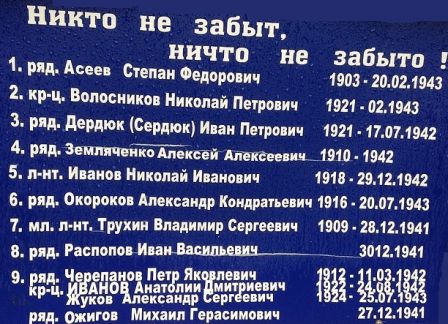 Никто не забыт,
ничто не забыто !
1. ряд. Асеев Степан Федорович 1903 - 20.02.1943
2. кр-ц. Волосников Николай Петрович 1921 - 02.1943
3. ряд. Дердюк (Сердюк) Иван Петрович 1921 - 17.07.1942
4. ряд. Земляченко Алексей Алексеевич 1910 - 1942
5. л-нт. Иванов Николай Иванович 1918 - 29.12.1942
6. ряд. Окороков Александр Кондратьевич 1916 - 20.07.1943
7. мл. л-нт. Трухин Владимир Сергеевич 1909 - 28.12.1941
8. ряд. Распопов Иван Васильевич 3012.1941
9. ряд. Черепанов Петр Яковлевич 1912 - 11.03.1942
кр-ц. ИВАНОВ Анатолий Дмитриевич 1922 - 24.08.1942
Жуков Александр Сергеевич 1924 - 25.07.1943
ряд. Ожигов Михаил Герасимович 27.12.1941